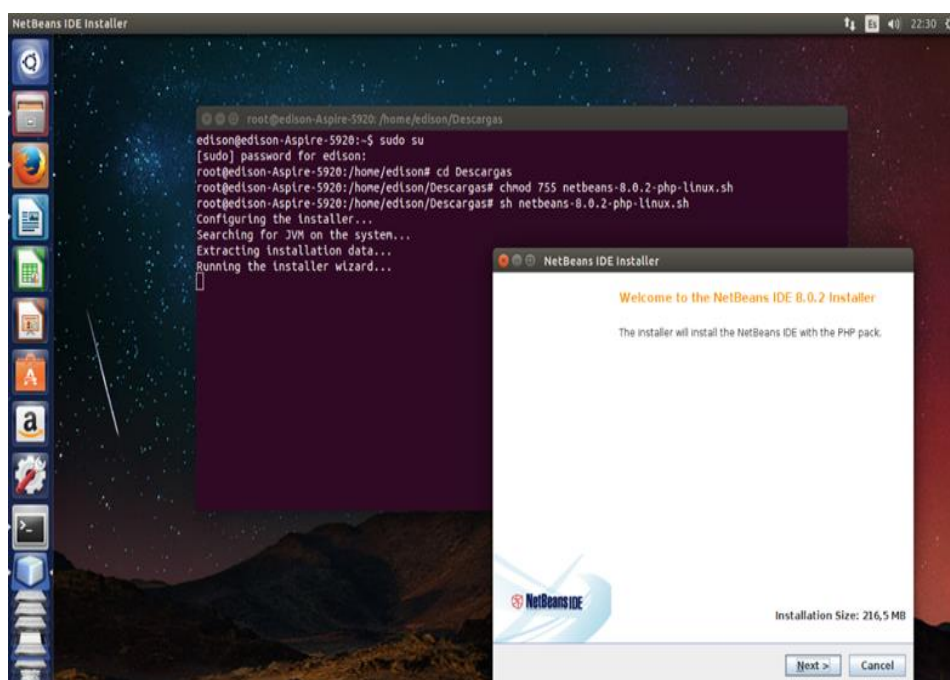 NetBeans IDE Installer
Es
22:30
root@edison-Aspire-5920: /home/edison/Descargas
edison@edison-Aspire-5920:~$ sudo su
[sudo] password for edison:
root@edison-Aspire-5920:/home/edison# cd Descargas
root@edison-Aspire-5920:/home/edison/Descargas# chmod 755 netbeans-8.0.2-php-linux.sh
root@edison-Aspire-5920:/home/edison/Descargas# sh netbeans-8.0.2-php-linux.sh
Configuring the installer...
Searching for JVM on the system...
Extracting installation data...
Running the installer wizard...
NetBeans IDE Installer
Welcome to the NetBeans IDE 8.0.2 Installer
The installer will install the NetBeans IDE with the PHP pack.
NetBeans IDE
Installation Size: 216,5 MB
Next >
Cancel